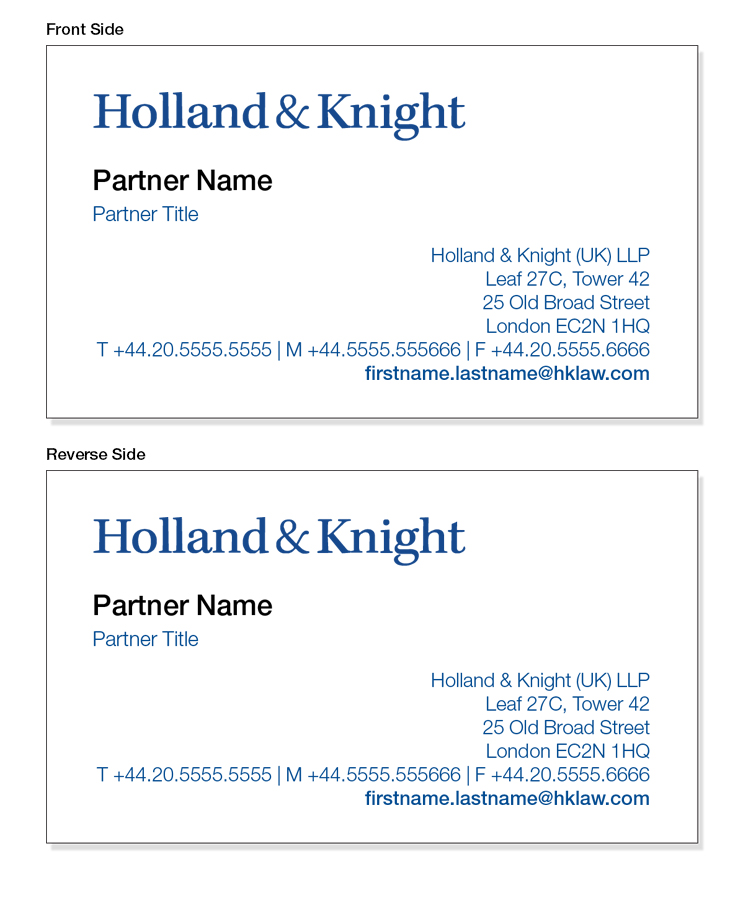 Front Side
Holland & Knight
Partner Name
Partner Title
Holland & Knight (UK) LLP
Leaf 27C, Tower 42
25 Old Broad Street
London EC2N 1HQ
T +44.20.5555.5555 | M +44.5555.555666 | F +44.20.5555.6666
firstname.lastname@hklaw.com
Reverse Side
Holland & Knight
Partner Name
Partner Title
Holland & Knight (UK) LLP
Leaf 27C, Tower 42
25 Old Broad Street
London EC2N 1HQ
T +44.20.5555.5555 | M +44.5555.555666 | F +44.20.5555.6666
firstname.lastname@hklaw.com